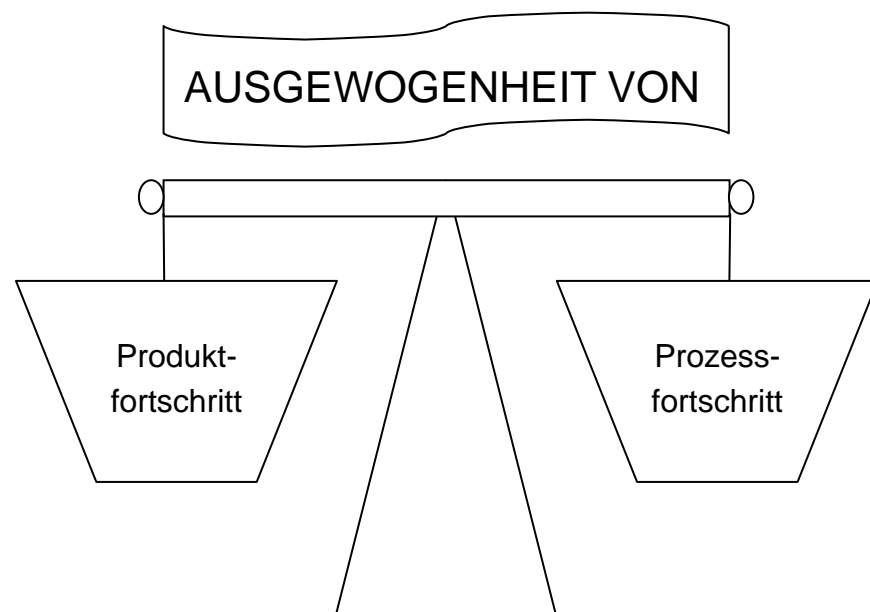 AUSGEWOGENHEIT VON
Produkt-
fortschritt
Prozess-
fortschritt